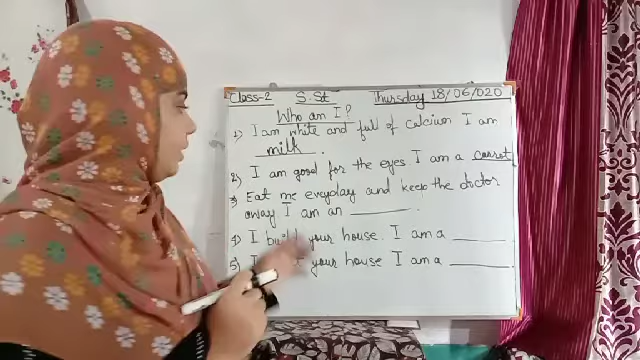 Class-2 S.St Thursday 18/06/020
Who am I?
1) I am white and full of calcium I am
milk.
2) I am good for the eyes. I am a carrot
3) Eat me everyday and keep the doctor
away I am an ________.
4) I build your house. I am a ________
5) I your house I am a ________.